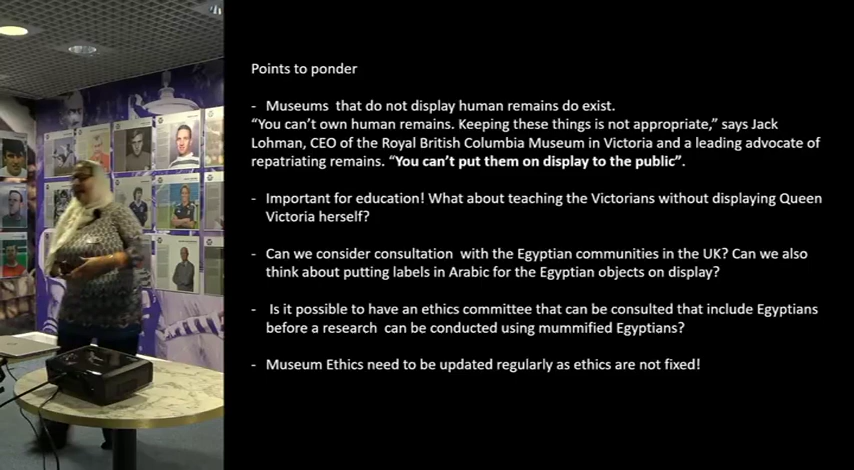 Points to ponder
- Museums that do not display human remains do exist.
"You can't own human remains. Keeping these things is not appropriate," says Jack
Lohman, CEO of the Royal British Columbia Museum in Victoria and a leading advocate of
repatriating remains. "You can't put them on display to the public".
- Important for education! What about teaching the Victorians without displaying Queen
Victoria herself?
- Can we consider consultation with the Egyptian communities in the UK? Can we also
think about putting labels in Arabic for the Egyptian objects on display?
- Is it possible to have an ethics committee that can be consulted that include Egyptians
before a research can be conducted using mummified Egyptians?
- Museum Ethics need to be updated regularly as ethics are not fixed!